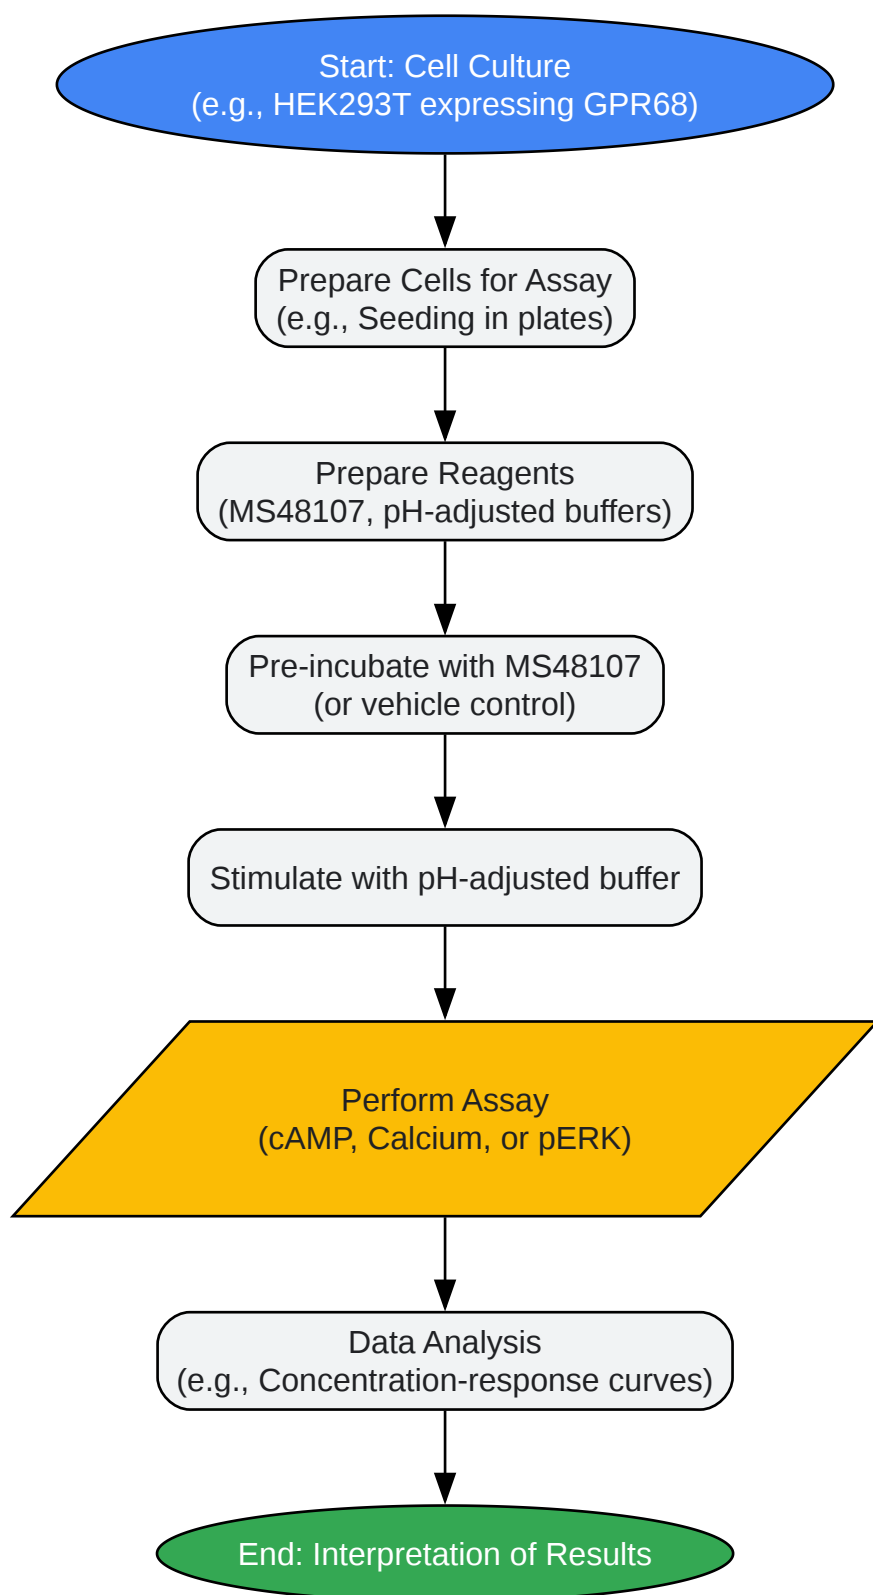 Start: Cell Culture
(e.g., HEK293T expressing GPR68)
Prepare Cells for Assay
(e.g., Seeding in plates)
Prepare Reagents
(MS48107, pH-adjusted buffers)
Pre-incubate with MS48107
(or vehicle control)
Stimulate with pH-adjusted buffer
Perform Assay
(cAMP, Calcium, or pERK)
Data Analysis
(e.g., Concentration-response curves)
End: Interpretation of Results